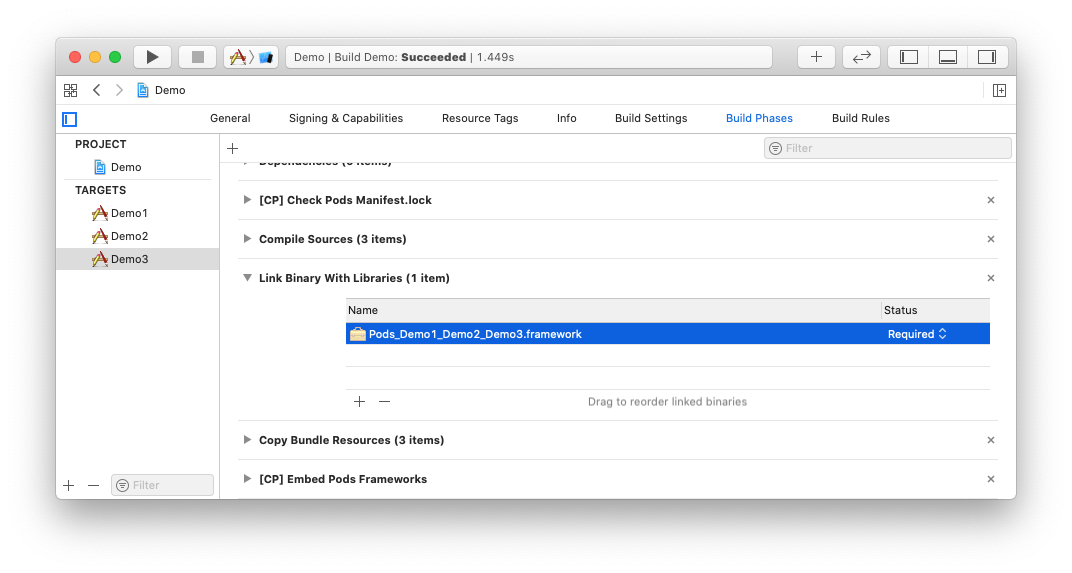 Demo | Build Demo: Succeeded | 1.449s
Demo
General Signing & Capabilities Resource Tags Info Build Settings Build Phases Build Rules
PROJECT
Demo
TARGETS
Demo1
Demo2
Demo3
Filter
Filter
Dependencies (0 items)
[CP] Check Pods Manifest.lock
Compile Sources (3 items)
Link Binary With Libraries (1 item)
Name Status
Pods_Demo1_Demo2_Demo3.framework Required
Drag to reorder linked binaries
Copy Bundle Resources (3 items)
[CP] Embed Pods Frameworks